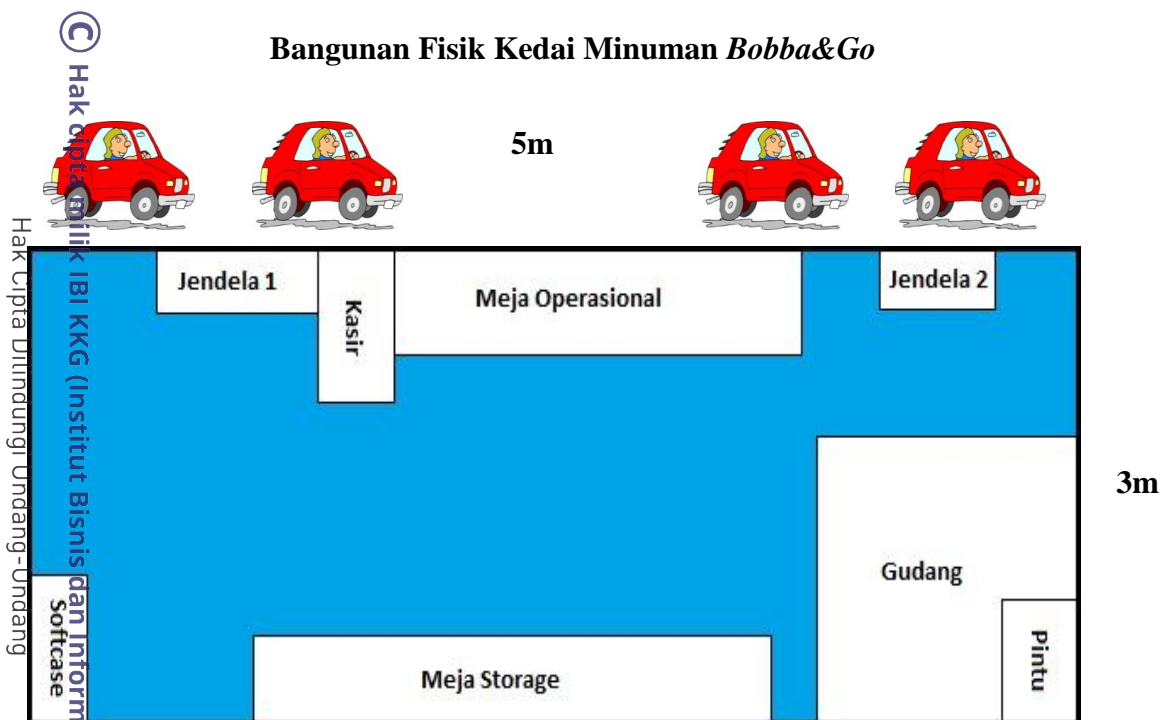 Bangunan Fisik Kedai Minuman Bobba&Go
5m
Jendela 1
Kasir
Meja Operasional
Jendela 2
3m
Gudang
Softcase
Meja Storage
Pintu
© Hak cipta milik IBI KKG (Institut Bisnis dan Inform
Hak Cipta Dilindungi Undang-Undang